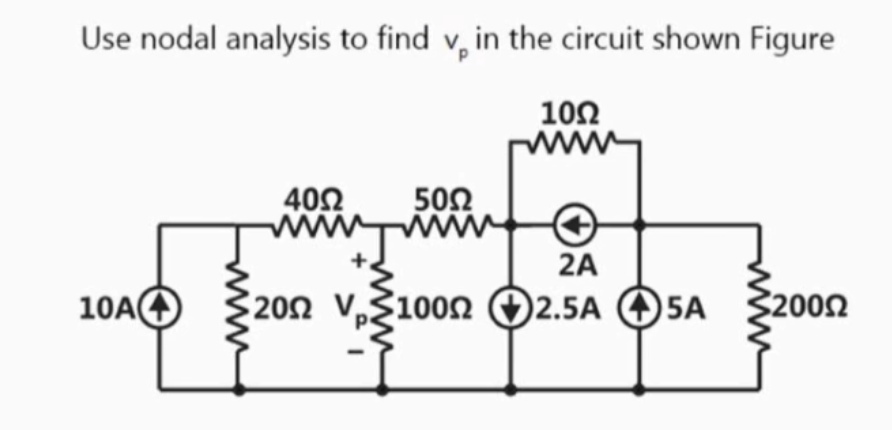 Use nodal analysis to find vₚ in the circuit shown Figure
10Ω
40Ω 50Ω
2A
+
10A 20Ω Vₚ 100Ω 2.5A 5A 200Ω
−